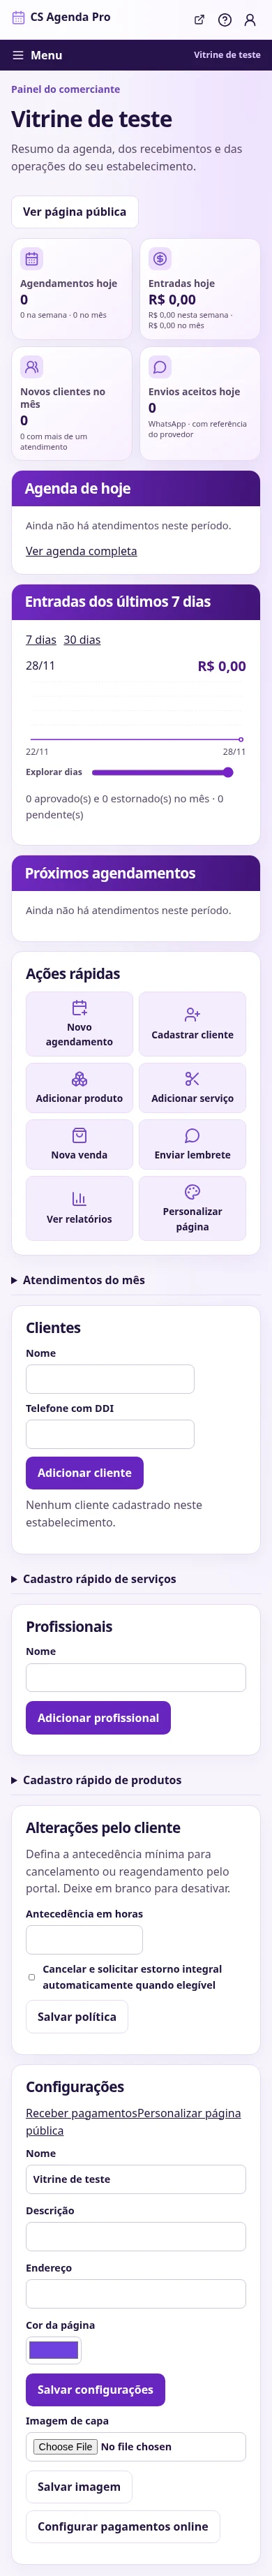 CS Agenda Pro
Menu
Vitrine de teste
Painel do comerciante
Vitrine de teste
Resumo da agenda, dos recebimentos e das
operações do seu estabelecimento.
Ver página pública
Agendamentos hoje
0
0 na semana · 0 no mês
Entradas hoje
R$ 0,00
R$ 0,00 nesta semana ·
R$ 0,00 no mês
Novos clientes no
mês
0
0 com mais de um
atendimento
Envios aceitos hoje
0
WhatsApp · com referência
do provedor
Agenda de hoje
Ainda não há atendimentos neste período.
Ver agenda completa
Entradas dos últimos 7 dias
7 dias 30 dias
28/11 R$ 0,00
22/11 28/11
Explorar dias
0 aprovado(s) e 0 estornado(s) no mês · 0
pendente(s)
Próximos agendamentos
Ainda não há atendimentos neste período.
Ações rápidas
Novo
agendamento
Cadastrar cliente
Adicionar produto
Adicionar serviço
Nova venda
Enviar lembrete
Ver relatórios
Personalizar
página
Atendimentos do mês
Clientes
Nome
Telefone com DDI
Adicionar cliente
Nenhum cliente cadastrado neste
estabelecimento.
Cadastro rápido de serviços
Profissionais
Nome
Adicionar profissional
Cadastro rápido de produtos
Alterações pelo cliente
Defina a antecedência mínima para
cancelamento ou reagendamento pelo
portal. Deixe em branco para desativar.
Antecedência em horas
Cancelar e solicitar estorno integral
automaticamente quando elegível
Salvar política
Configurações
Receber pagamentosPersonalizar página
pública
Nome
Vitrine de teste
Descrição
Endereço
Cor da página
Salvar configurações
Imagem de capa
Choose File No file chosen
Salvar imagem
Configurar pagamentos online